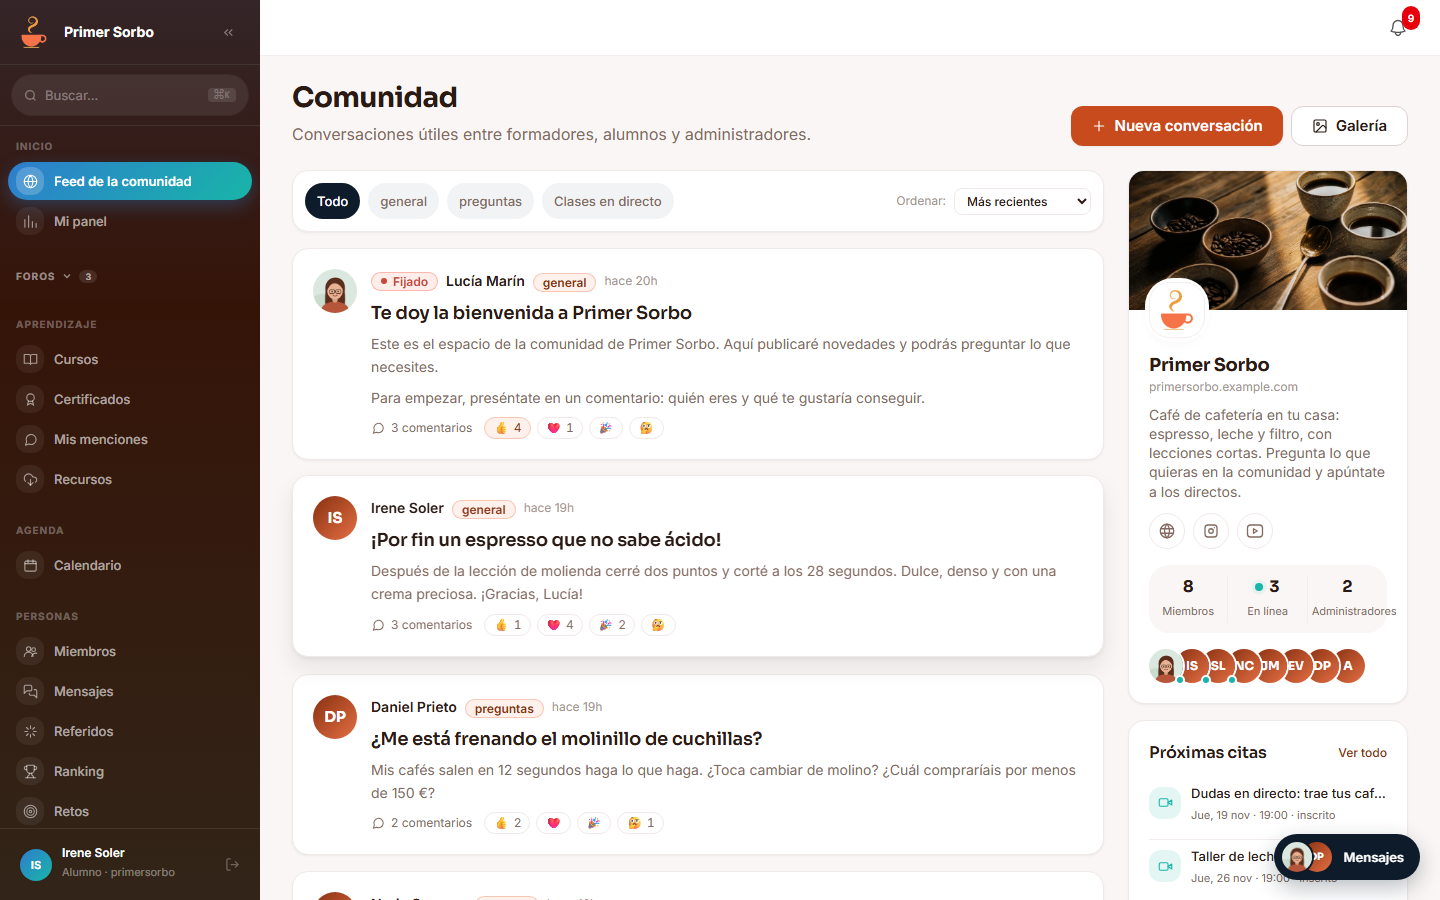 Primer Sorbo
Buscar...
⌘K
INICIO
Feed de la comunidad
Mi panel
FOROS
3
APRENDIZAJE
Cursos
Certificados
Mis menciones
Recursos
AGENDA
Calendario
PERSONAS
Miembros
Mensajes
Referidos
Ranking
Retos
IS
Irene Soler
Alumno · primersorbo
9
Comunidad
Conversaciones útiles entre formadores, alumnos y administradores.
+ Nueva conversación
Galería
Todo
general
preguntas
Clases en directo
Ordenar:
Más recientes
Fijado
Lucía Marín
general
hace 20h
Te doy la bienvenida a Primer Sorbo
Este es el espacio de la comunidad de Primer Sorbo. Aquí publicaré novedades y podrás preguntar lo que
necesites.
Para empezar, preséntate en un comentario: quién eres y qué te gustaría conseguir.
3 comentarios
4
1
IS
Irene Soler
general
hace 19h
¡Por fin un espresso que no sabe ácido!
Después de la lección de molienda cerré dos puntos y corté a los 28 segundos. Dulce, denso y con una
crema preciosa. ¡Gracias, Lucía!
3 comentarios
1
4
2
DP
Daniel Prieto
preguntas
hace 19h
¿Me está frenando el molinillo de cuchillas?
Mis cafés salen en 12 segundos haga lo que haga. ¿Toca cambiar de molino? ¿Cuál compraríais por menos
de 150 €?
2 comentarios
2
1
Primer Sorbo
primersorbo.example.com
Café de cafetería en tu casa:
espresso, leche y filtro, con
lecciones cortas. Pregunta lo que
quieras en la comunidad y apúntate
a los directos.
8
Miembros
3
En línea
2
Administradores
IS
SL
NC
JM
EV
DP
A
Próximas citas
Ver todo
Dudas en directo: trae tus caf...
Jue, 19 nov · 19:00 · inscrito
Taller de lech
Jue, 26 nov · 19:00 · inscrito
DP
Mensajes